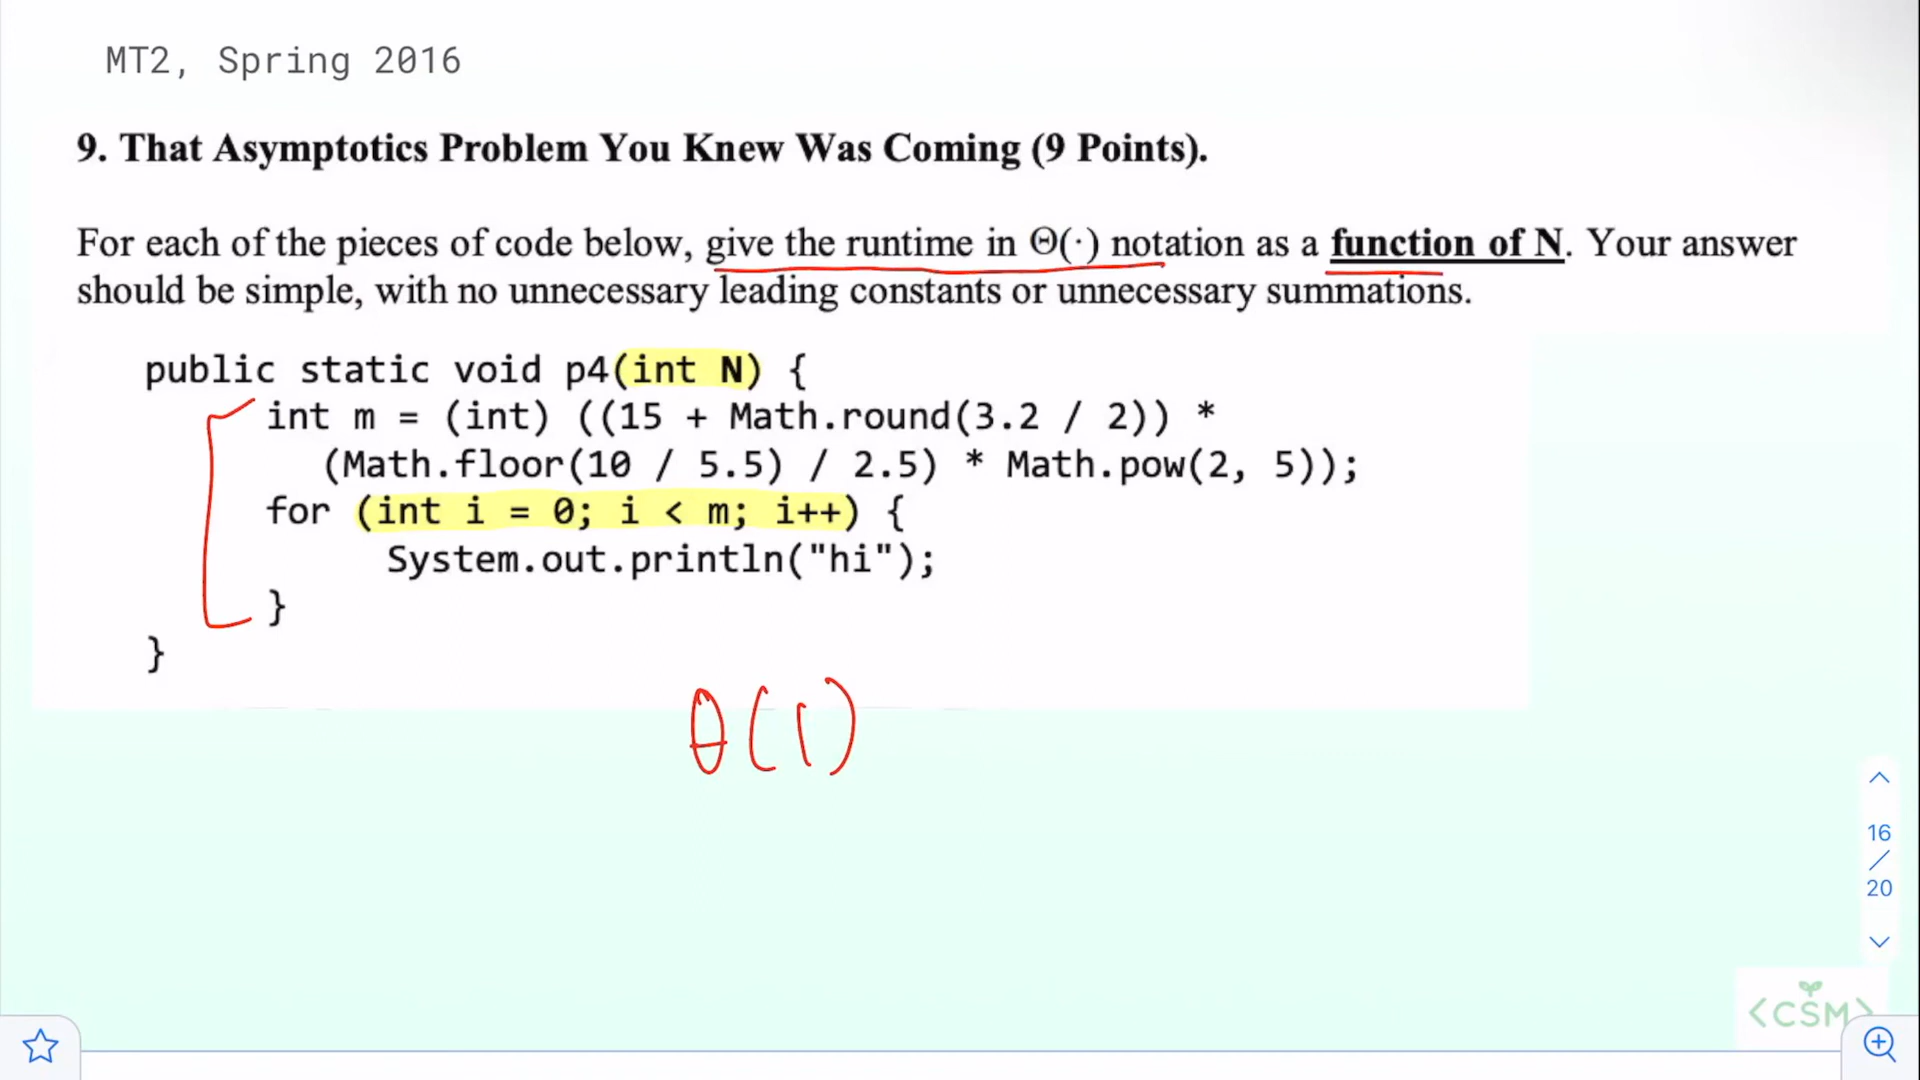 MT2, Spring 2016
9. That Asymptotics Problem You Knew Was Coming (9 Points).
For each of the pieces of code below, give the runtime in Θ(·) notation as a function of N. Your answer
should be simple, with no unnecessary leading constants or unnecessary summations.
public static void p4(int N) {
int m = (int) ((15 + Math.round(3.2 / 2)) *
(Math.floor(10 / 5.5) / 2.5) * Math.pow(2, 5));
for (int i = 0; i < m; i++) {
System.out.println("hi");
}
}
θ(1)
16
/
20
<CSM>